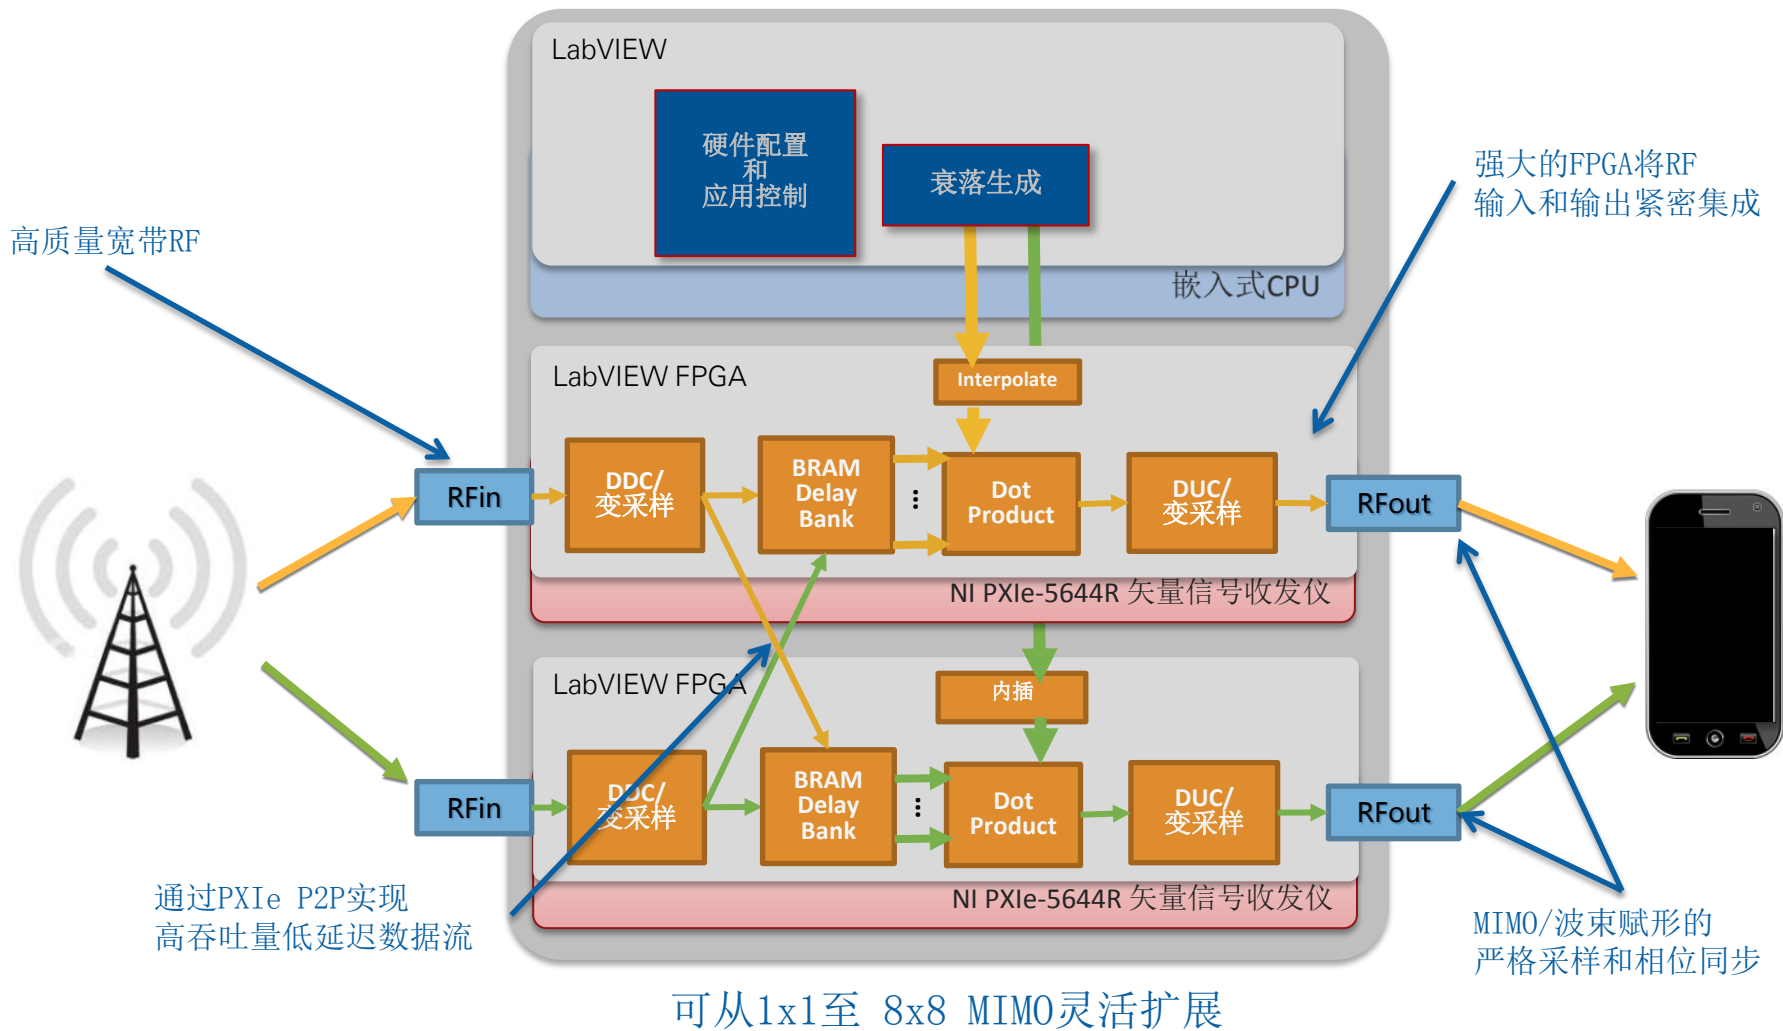 LabVIEW
硬件配置
和
应用控制
衰落生成
嵌入式CPU
强大的FPGA将RF
输入和输出紧密集成
高质量宽带RF
LabVIEW FPGA
Interpolate
RFin
DDC/
变采样
BRAM
Delay
Bank
...
Dot
Product
DUC/
变采样
RFout
NI PXIe-5644R 矢量信号收发仪
LabVIEW FPGA
内插
RFin
DDC/
变采样
BRAM
Delay
Bank
...
Dot
Product
DUC/
变采样
RFout
NI PXIe-5644R 矢量信号收发仪
通过PXIe P2P实现
高吞吐量低延迟数据流
MIMO/波束赋形的
严格采样和相位同步
可从1x1至 8x8 MIMO灵活扩展